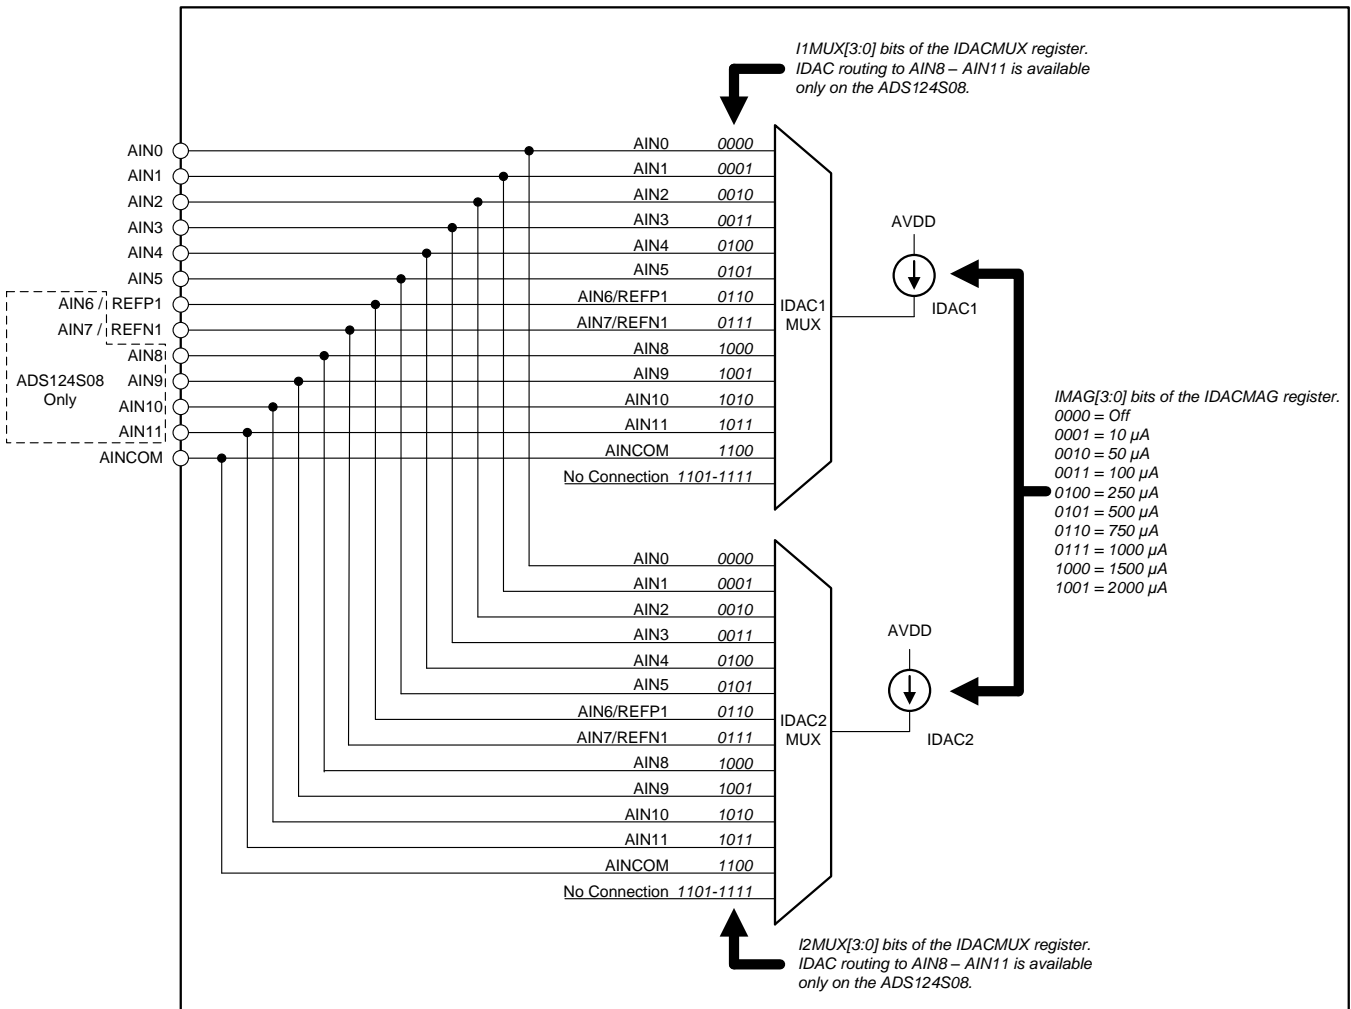 I1MUX[3:0] bits of the IDACMUX register.
IDAC routing to AIN8 – AIN11 is available
only on the ADS124S08.
AIN0
AIN1
AIN2
AIN3
AIN4
AIN5
AIN6 / REFP1
AIN7 / REFN1
AIN8
AIN9
AIN10
AIN11
AINCOM
ADS124S08
Only
AIN0 0000
AIN1 0001
AIN2 0010
AIN3 0011
AIN4 0100
AIN5 0101
AIN6/REFP1 0110
AIN7/REFN1 0111
AIN8 1000
AIN9 1001
AIN10 1010
AIN11 1011
AINCOM 1100
No Connection 1101-1111
IDAC1
MUX
AVDD
IDAC1
IMAG[3:0] bits of the IDACMAG register.
0000 = Off
0001 = 10 µA
0010 = 50 µA
0011 = 100 µA
0100 = 250 µA
0101 = 500 µA
0110 = 750 µA
0111 = 1000 µA
1000 = 1500 µA
1001 = 2000 µA
AIN0 0000
AIN1 0001
AIN2 0010
AIN3 0011
AIN4 0100
AIN5 0101
AIN6/REFP1 0110
AIN7/REFN1 0111
AIN8 1000
AIN9 1001
AIN10 1010
AIN11 1011
AINCOM 1100
No Connection 1101-1111
IDAC2
MUX
AVDD
IDAC2
I2MUX[3:0] bits of the IDACMUX register.
IDAC routing to AIN8 – AIN11 is available
only on the ADS124S08.